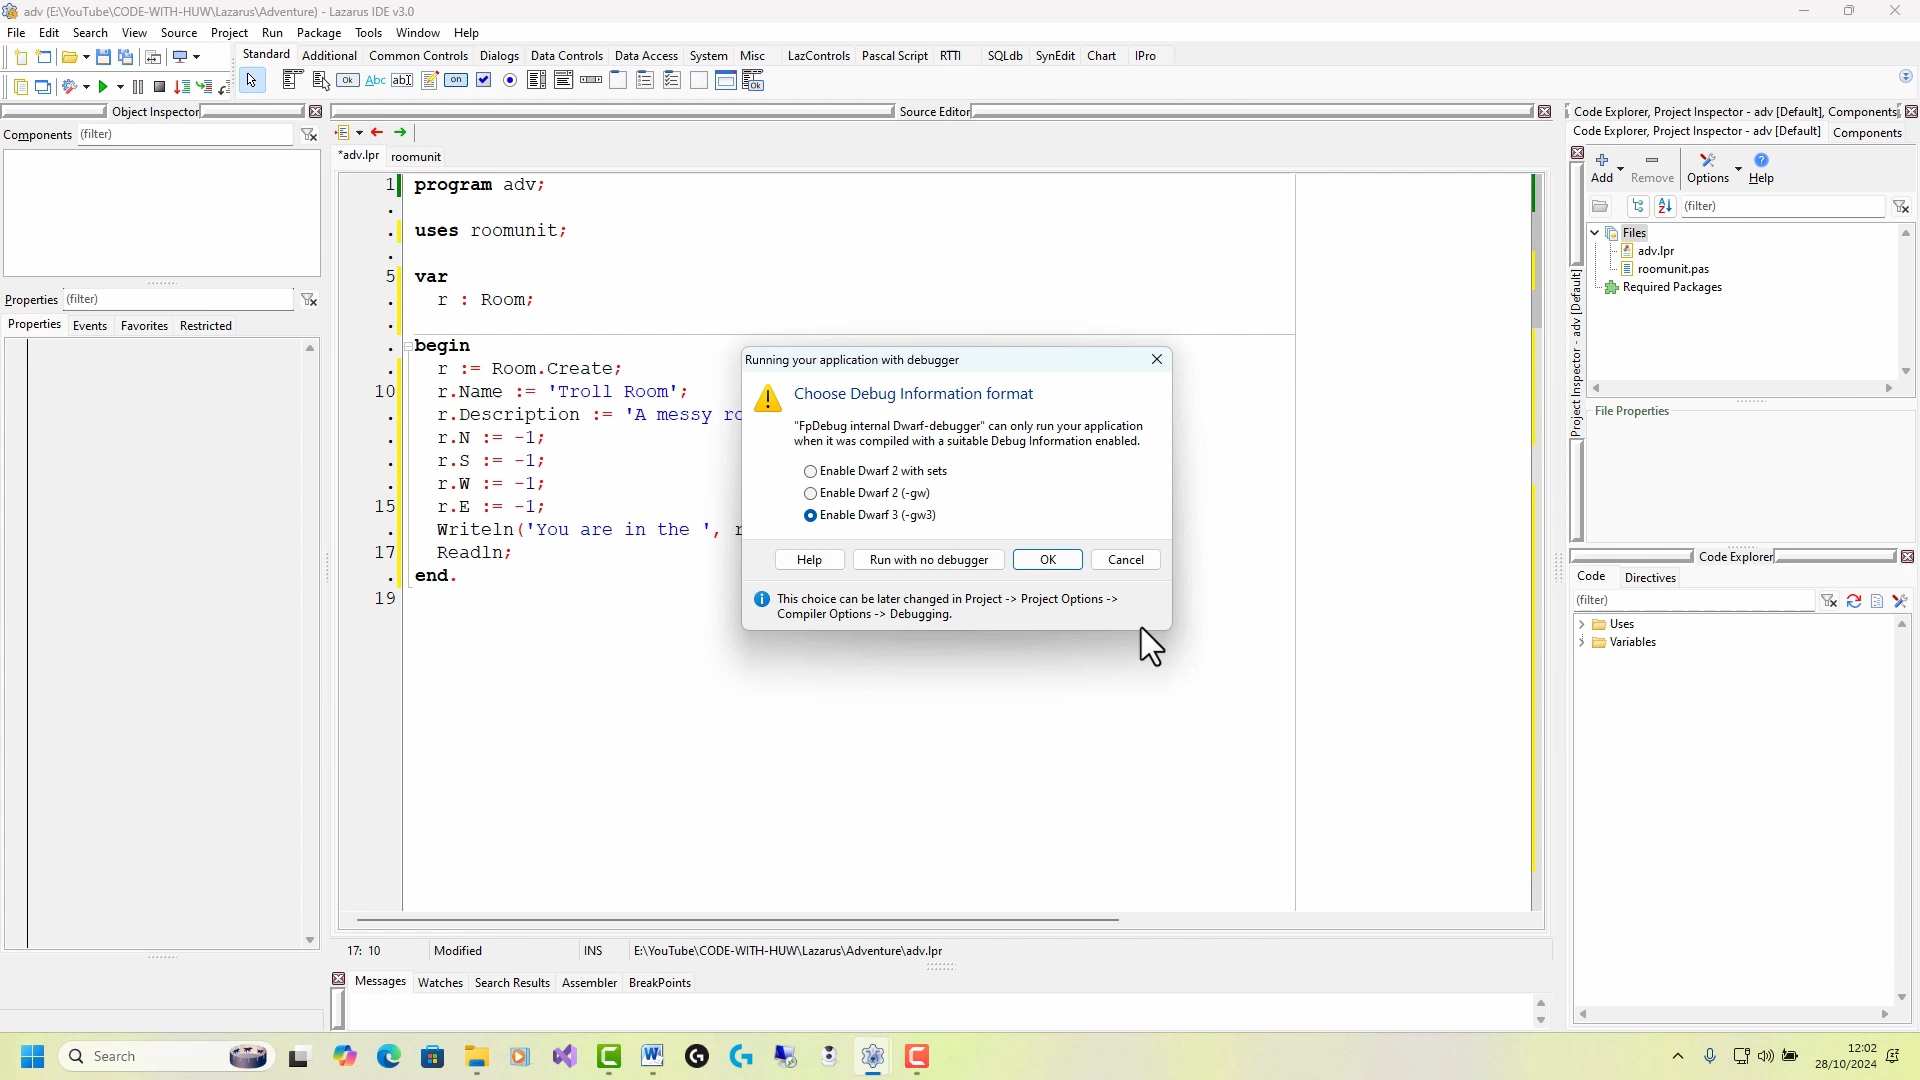 adv (E:\YouTube\CODE-WITH-HUW\Lazarus\Adventure) - Lazarus IDE v3.0
File Edit Search View Source Project Run Package Tools Window Help
Standard Additional Common Controls Dialogs Data Controls Data Access System Misc LazControls Pascal Script RTTI SQLdb SynEdit Chart IPro
Ok Abc abI on Ok
Object Inspector
Source Editor
Code Explorer, Project Inspector - adv [Default], Components
Components (filter)
Code Explorer, Project Inspector - adv [Default] Components
*adv.lpr roomunit
Add Remove Options Help
(filter)
Files
adv.lpr
roomunit.pas
Required Packages
Project Inspector - adv [Default]
File Properties
Properties (filter)
Properties Events Favorites Restricted
1 program adv;
uses roomunit;
5 var
r : Room;
begin
r := Room.Create;
10 r.Name := 'Troll Room';
r.Description := 'A messy ro
r.N := -1;
r.S := -1;
r.W := -1;
15 r.E := -1;
Writeln('You are in the ', r
17 Readln;
end.
19
Running your application with debugger
Choose Debug Information format
"FpDebug internal Dwarf-debugger" can only run your application
when it was compiled with a suitable Debug Information enabled.
Enable Dwarf 2 with sets
Enable Dwarf 2 (-gw)
Enable Dwarf 3 (-gw3)
Help Run with no debugger OK Cancel
This choice can be later changed in Project -> Project Options ->
Compiler Options -> Debugging.
Code Explorer
Code Directives
(filter)
Uses
Variables
17: 10 Modified INS E:\YouTube\CODE-WITH-HUW\Lazarus\Adventure\adv.lpr
Messages Watches Search Results Assembler BreakPoints
Search
12:02
28/10/2024